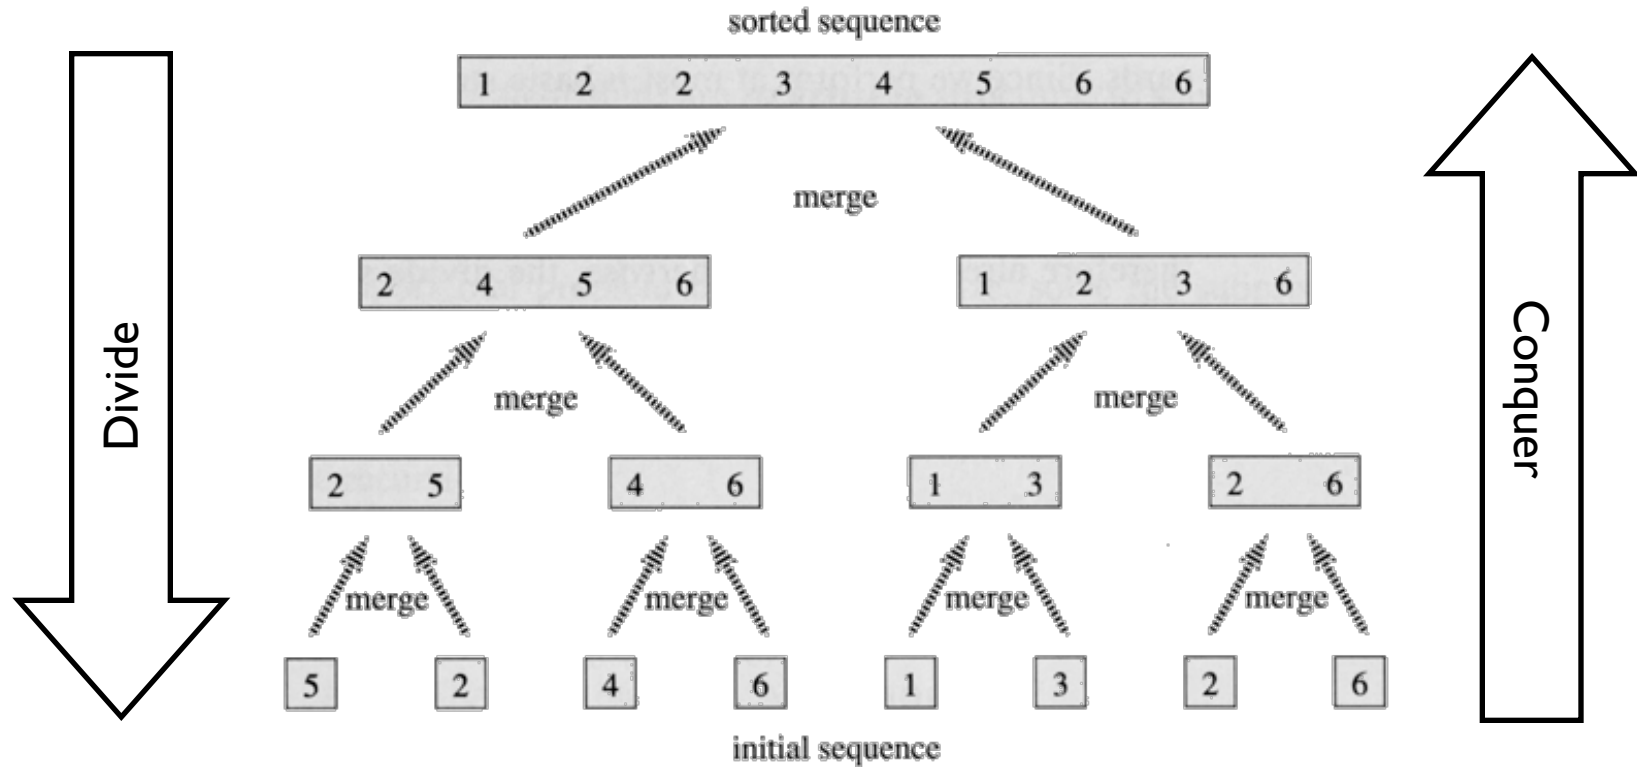 sorted sequence
1 2 2 3 4 5 6 6
merge
2 4 5 6
1 2 3 6
Divide
Conquer
merge
merge
2 5
4 6
1 3
2 6
merge
merge
merge
merge
5
2
4
6
1
3
2
6
initial sequence